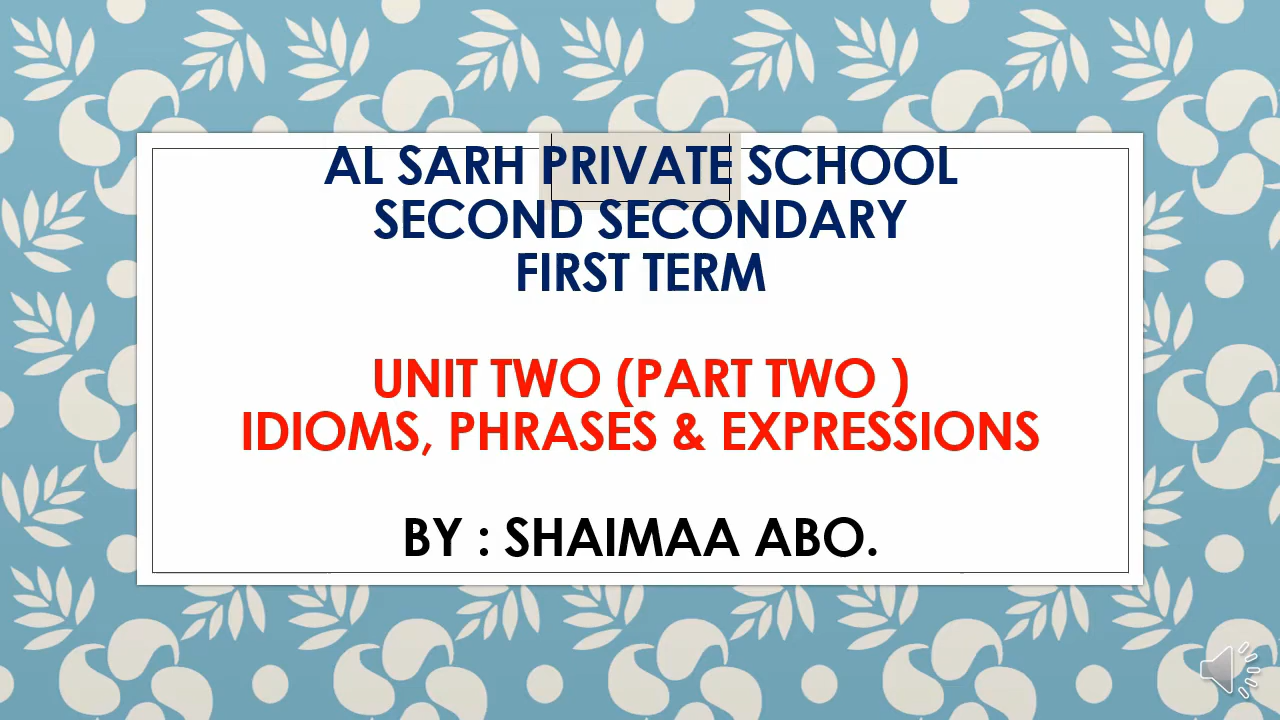 AL SARH PRIVATE SCHOOL
SECOND SECONDARY
FIRST TERM
UNIT TWO (PART TWO )
IDIOMS, PHRASES & EXPRESSIONS
BY : SHAIMAA ABO.